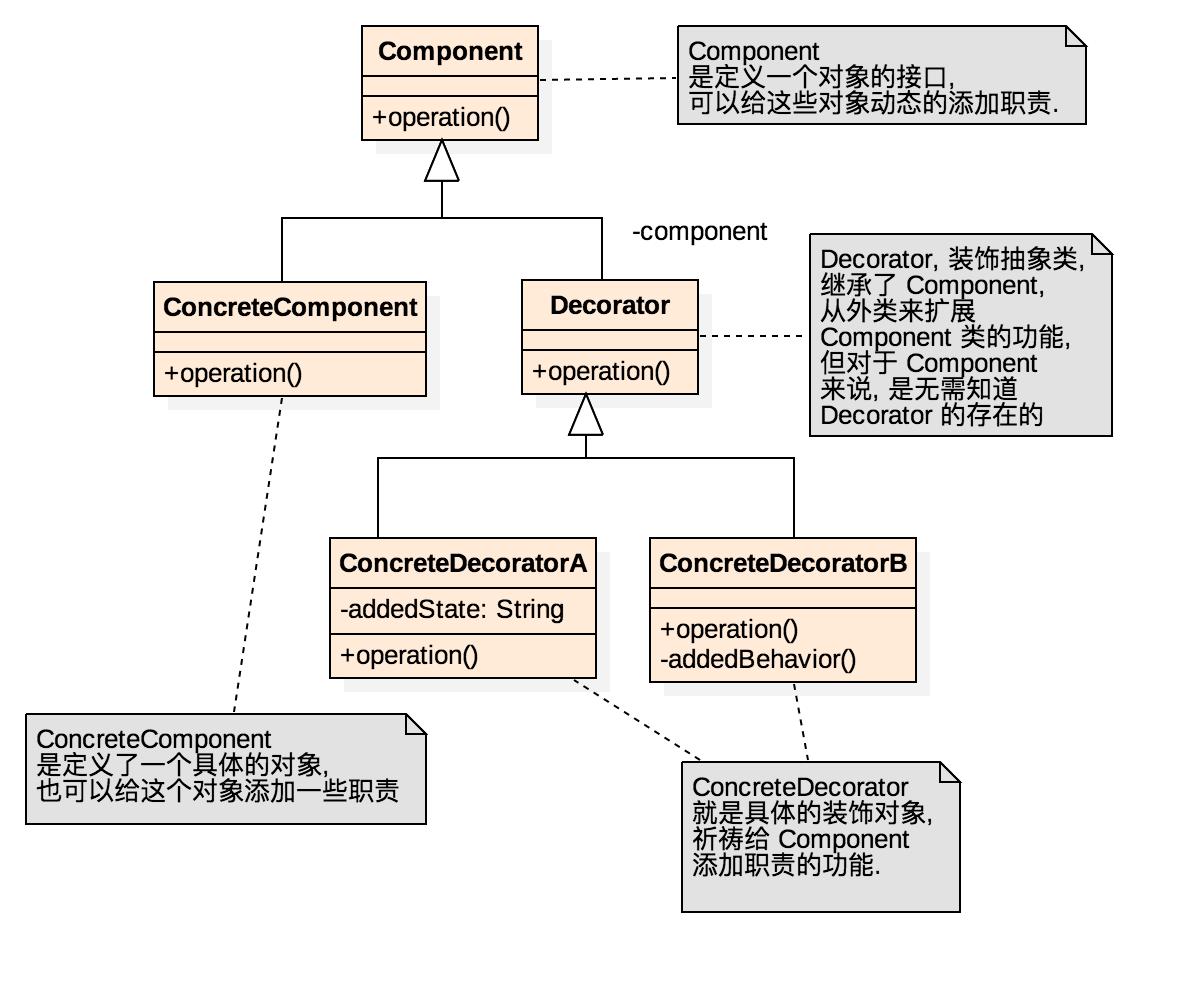 Component
+operation()
Component
是定义一个对象的接口,
可以给这些对象动态的添加职责.
-component
ConcreteComponent
+operation()
Decorator
+operation()
Decorator, 装饰抽象类,
继承了 Component,
从外类来扩展
Component 类的功能,
但对于 Component
来说, 是无需知道
Decorator 的存在的
ConcreteDecoratorA
-addedState: String
+operation()
ConcreteDecoratorB
+operation()
-addedBehavior()
ConcreteComponent
是定义了一个具体的对象,
也可以给这个对象添加一些职责
ConcreteDecorator
就是具体的装饰对象,
祈祷给 Component
添加职责的功能.